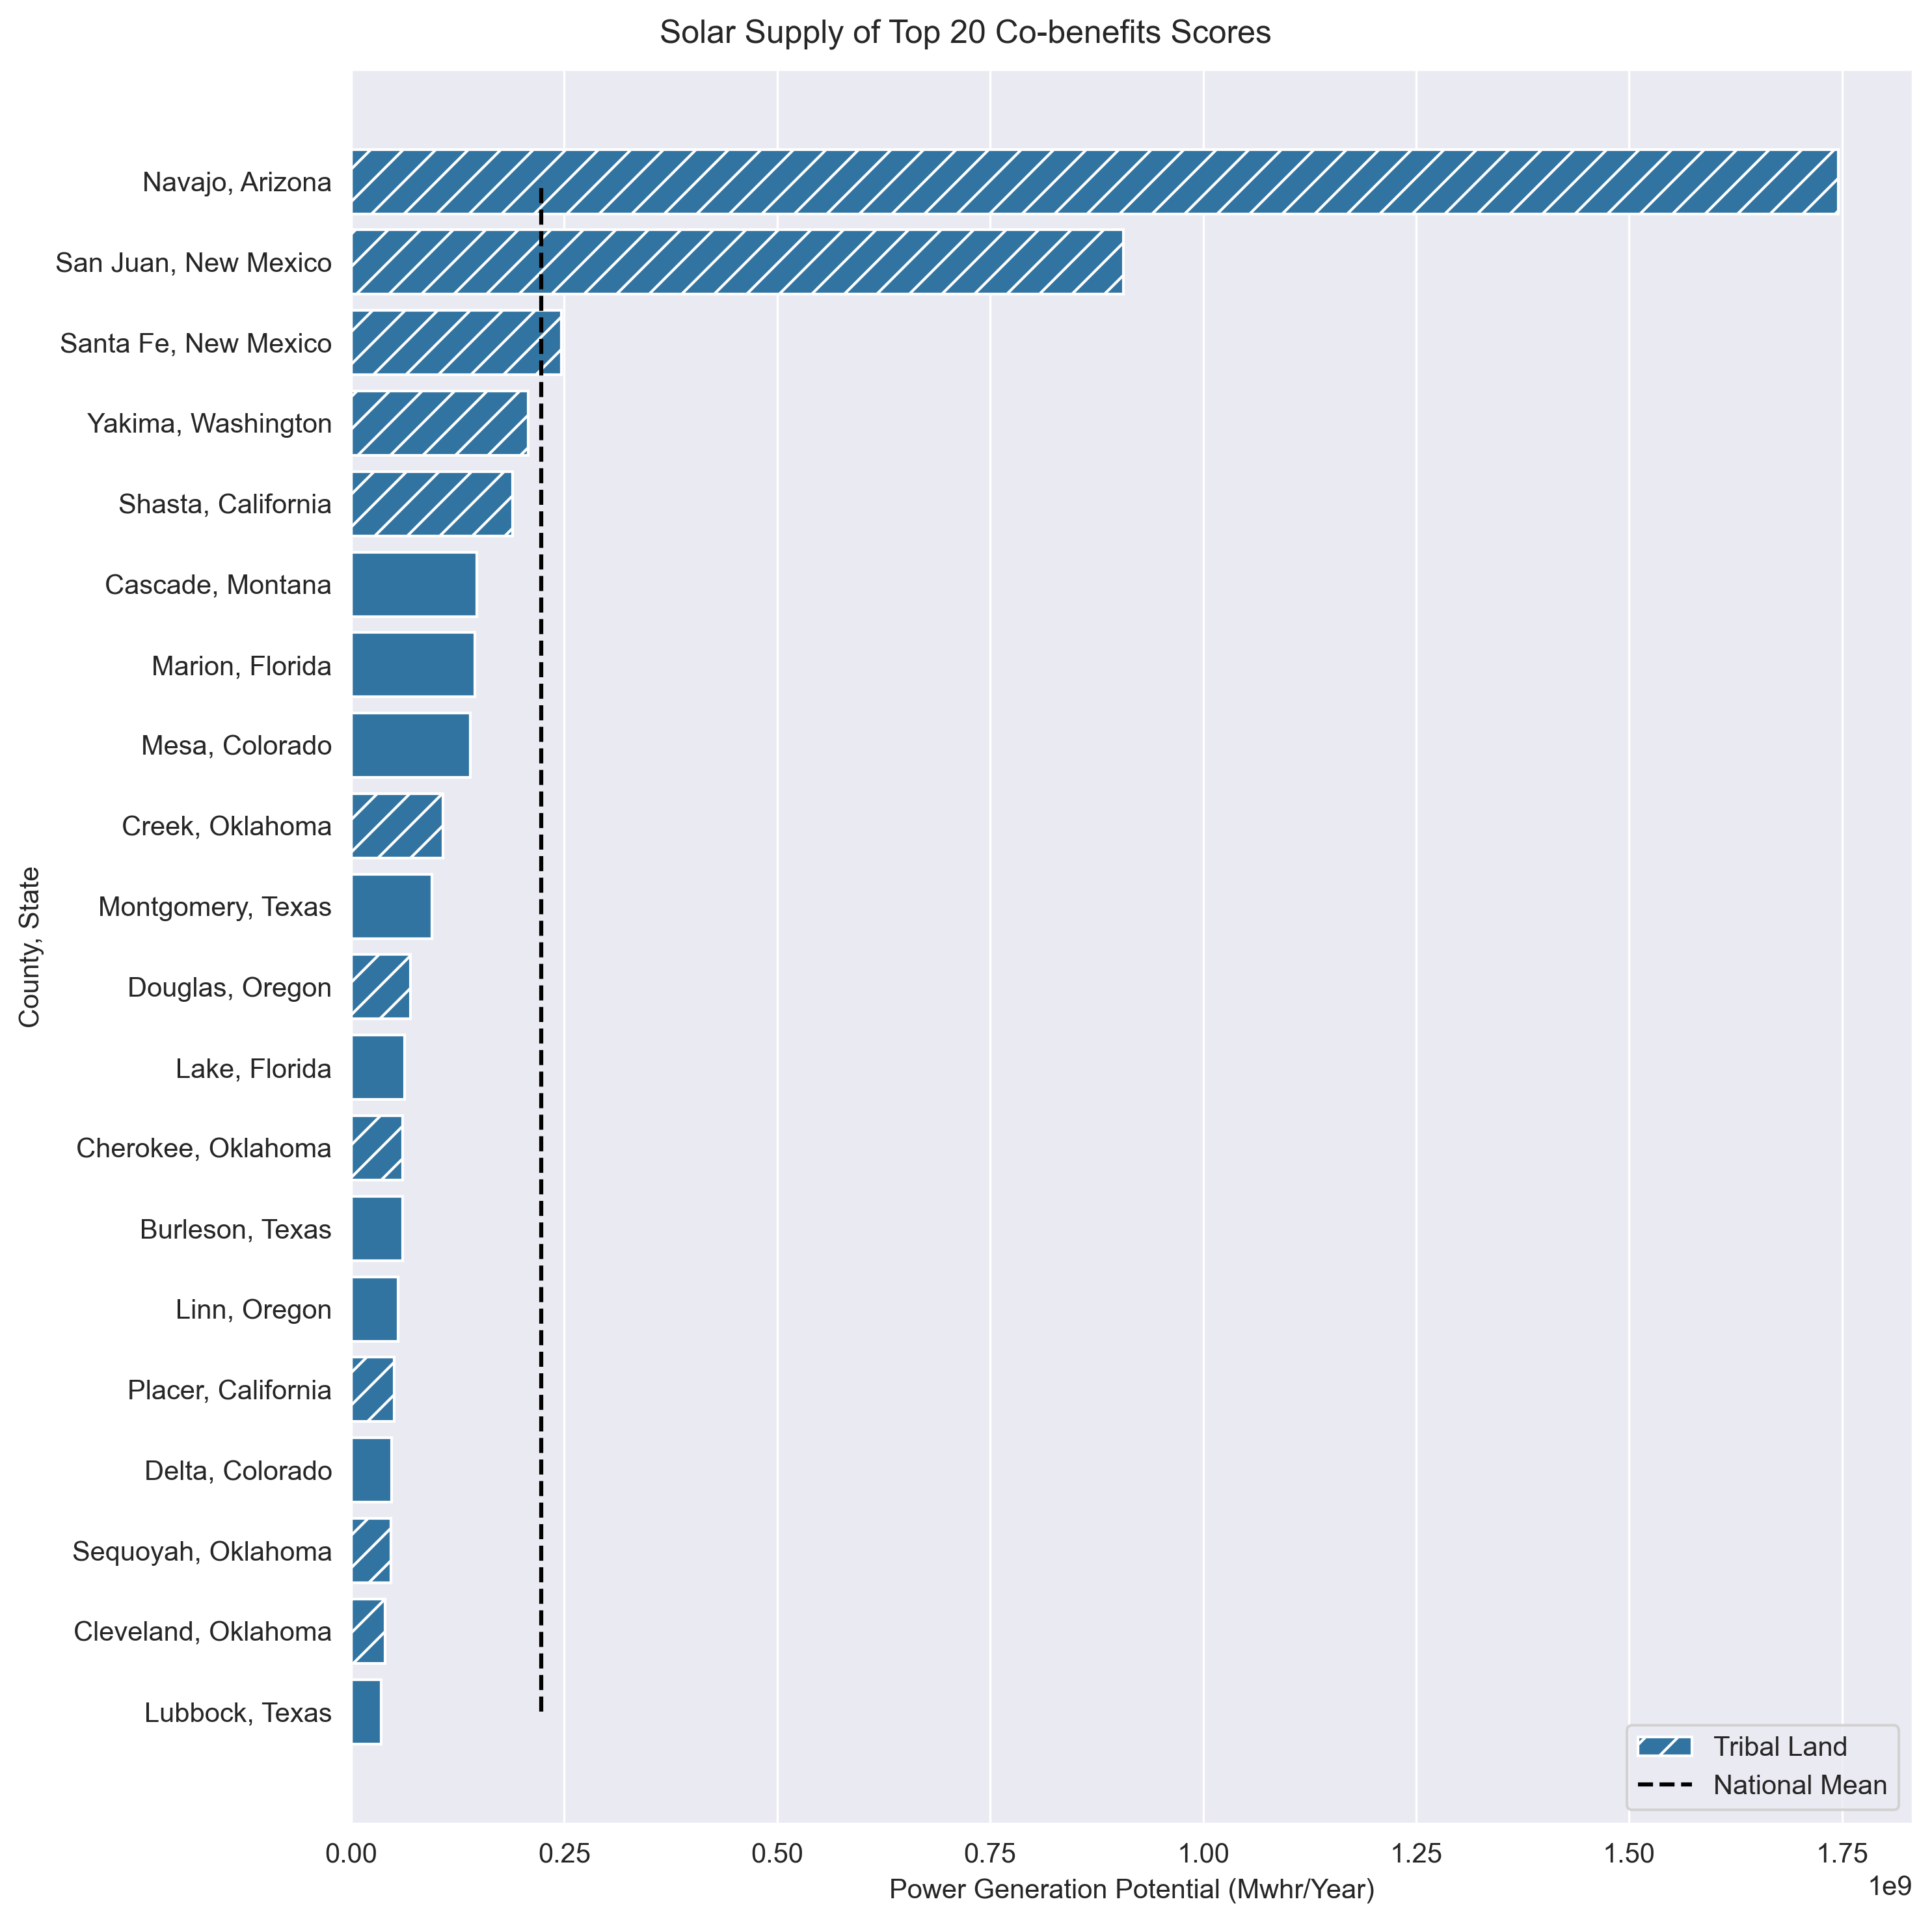 Solar Supply of Top 20 Co-benefits Scores
Navajo, Arizona
San Juan, New Mexico
Santa Fe, New Mexico
Yakima, Washington
Shasta, California
Cascade, Montana
Marion, Florida
Mesa, Colorado
Creek, Oklahoma
Montgomery, Texas
Douglas, Oregon
Lake, Florida
Cherokee, Oklahoma
Burleson, Texas
Linn, Oregon
Placer, California
Delta, Colorado
Sequoyah, Oklahoma
Cleveland, Oklahoma
Lubbock, Texas
County, State
Tribal Land
National Mean
0.00 0.25 0.50 0.75 1.00 1.25 1.50 1.75
1e9
Power Generation Potential (Mwhr/Year)